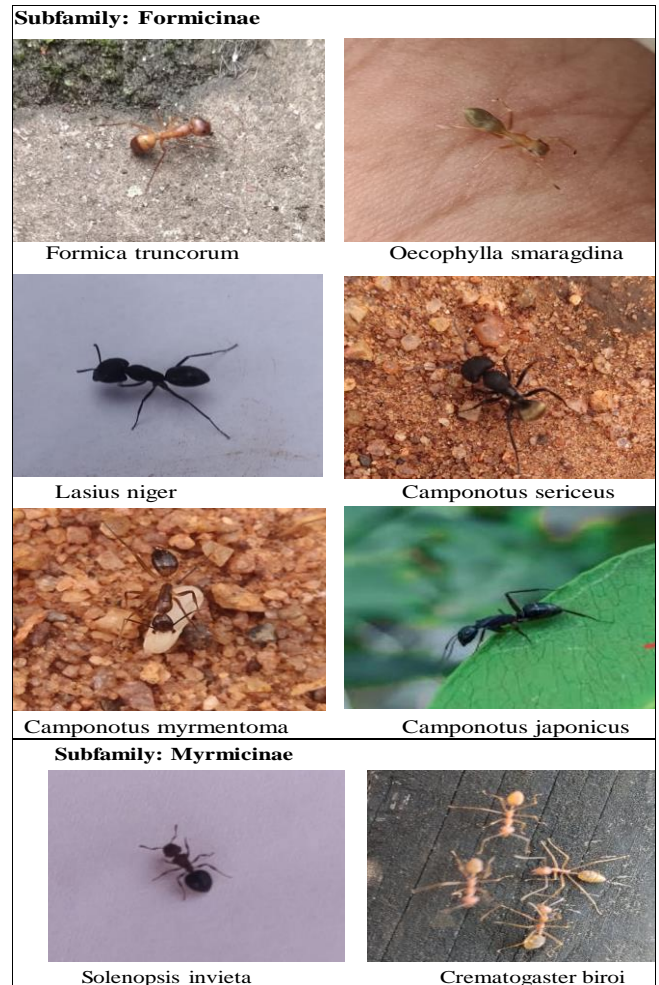 Subfamily: Formicinae
Formica truncorum
Oecophylla smaragdina
Lasius niger
Camponotus sericeus
Camponotus myrmentoma
Camponotus japonicus
Subfamily: Myrmicinae
Solenopsis invieta
Crematogaster biroi